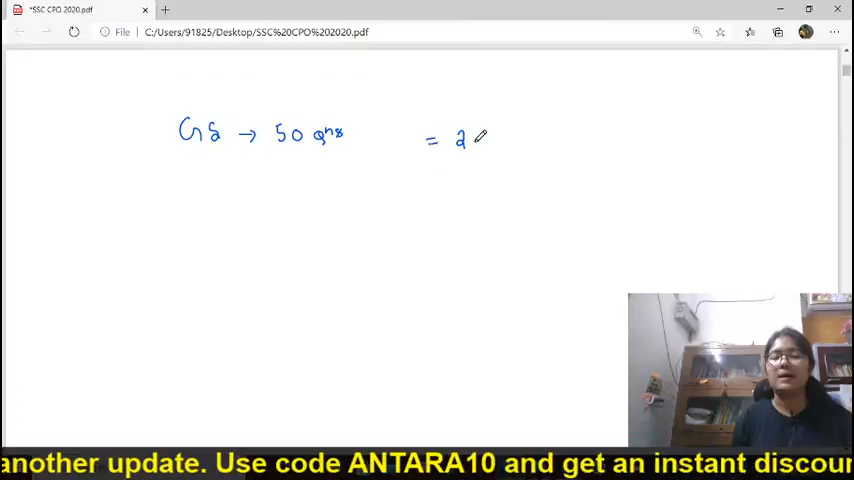 *SSC CPO 2020.pdf
File C:/Users/91825/Desktop/SSC%20CPO%202020.pdf
GS → 50 Qns = 2
another update. Use code ANTARA10 and get an instant discoun